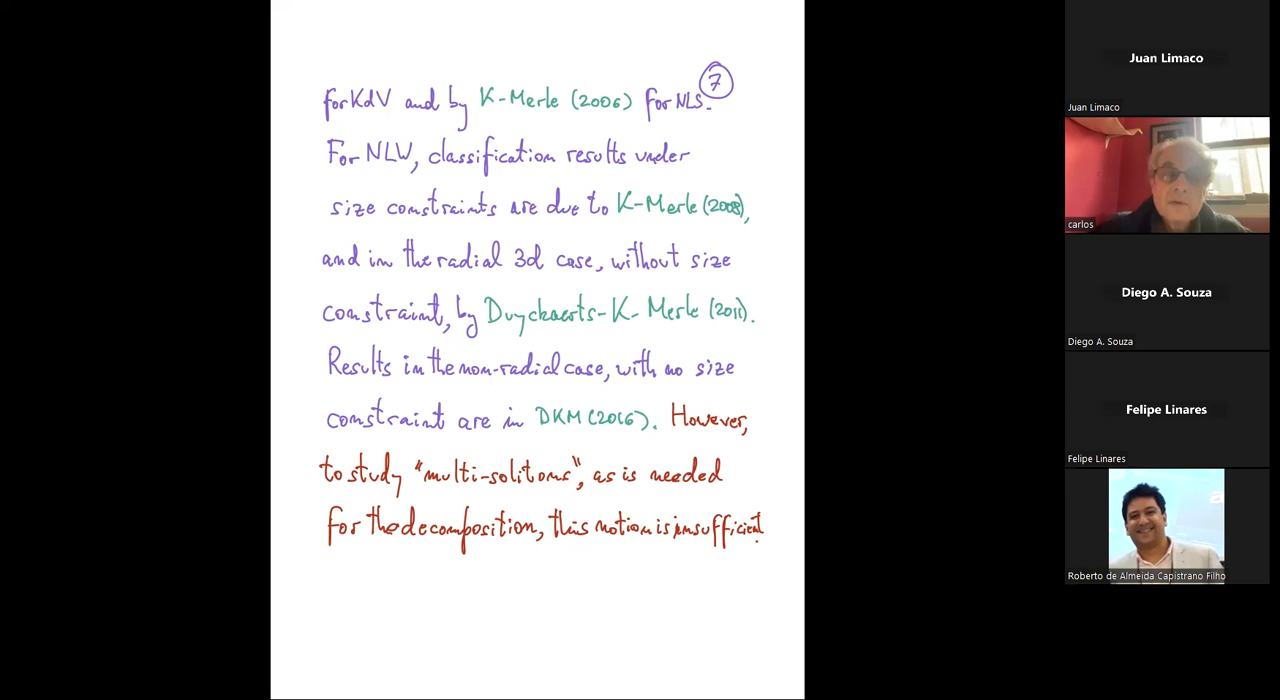 7
for KdV and by K-Merle (2006) for NLS.
For NLW, classification results under
size constraints are due to K-Merle (2008),
and in the radial 3d case, without size
constraint, by Duyckaerts-K-Merle (2011).
Results in the non-radial case, with no size
constraint are in DKM (2016). However,
to study "multi-solitons", as is needed
for the decomposition, this notion is insufficient.
Juan Limaco
Juan Limaco
carlos
Diego A. Souza
Diego A. Souza
Felipe Linares
Felipe Linares
Roberto de Almeida Capistrano Filho